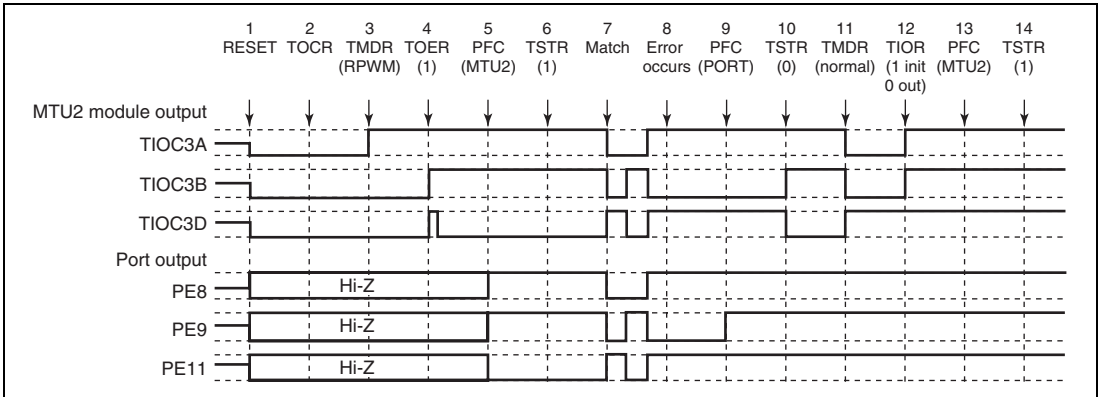 1 2 3 4 5 6 7 8 9 10 11 12 13 14
RESET TOCR TMDR TOER PFC TSTR Match Error PFC TSTR TMDR TIOR PFC TSTR
(RPWM) (1) (MTU2) (1) occurs (PORT) (0) (normal) (1 init (MTU2) (1)
0 out)
MTU2 module output
TIOC3A
TIOC3B
TIOC3D
Port output
PE8 Hi-Z
PE9 Hi-Z
PE11 Hi-Z